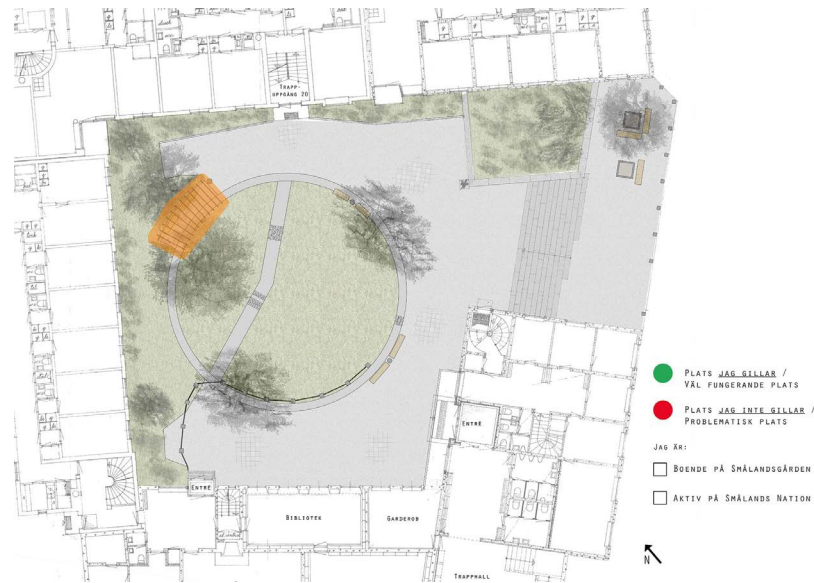 TRAPP-
UPPGÅNG 20
ENTRÉ
ENTRÉ
BIBLIOTEK
GARDEROB
TRAPPHALL
PLATS JAG GILLAR /
VÄL FUNGERANDE PLATS
PLATS JAG INTE GILLAR /
PROBLEMATISK PLATS
JAG ÄR:
BOENDE PÅ SMÅLANDSGÅRDEN
AKTIV PÅ SMÅLANDS NATION
N